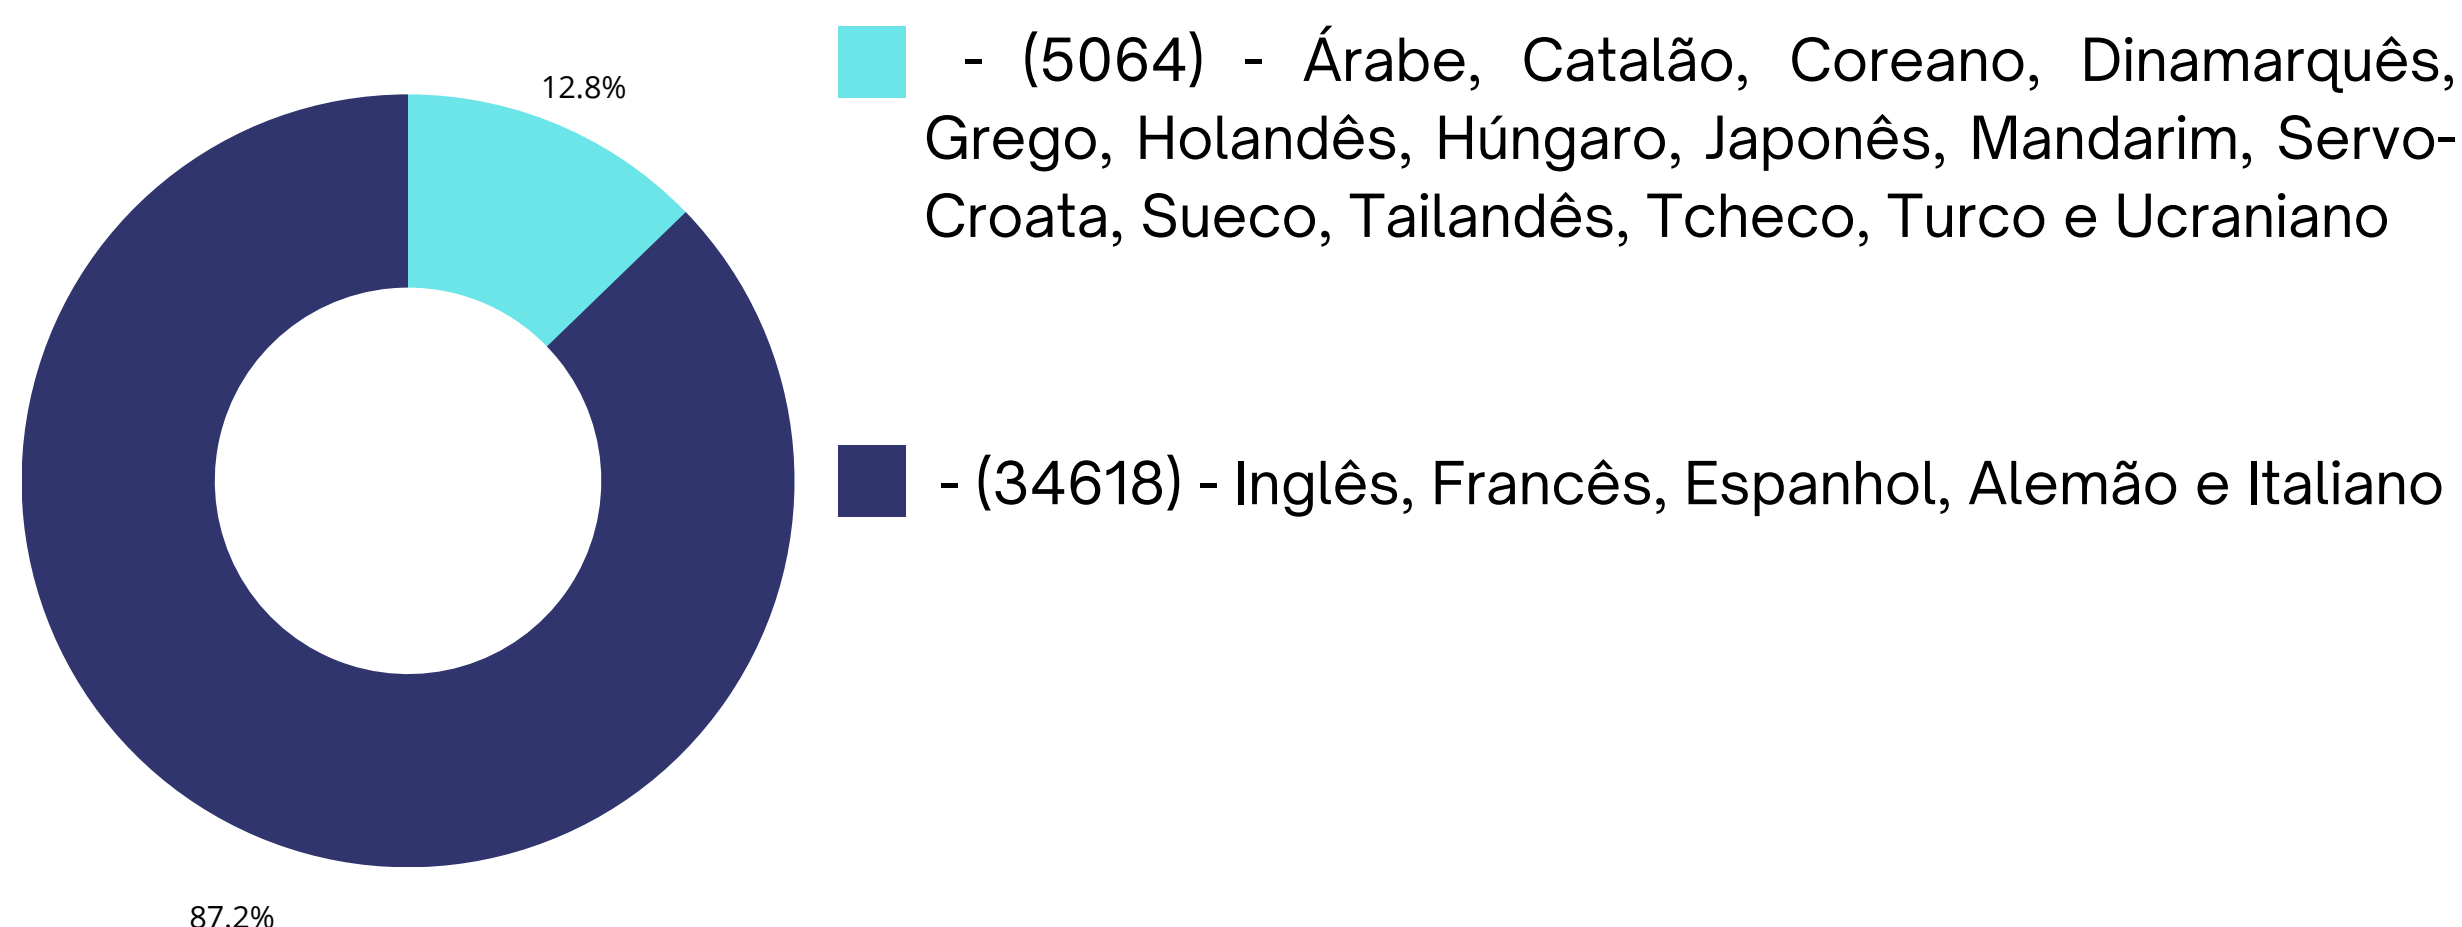 12.8%
- (5064) - Árabe, Catalão, Coreano, Dinamarquês,
Grego, Holandês, Húngaro, Japonês, Mandarim, Servo-
Croata, Sueco, Tailandês, Tcheco, Turco e Ucraniano
- (34618) - Inglês, Francês, Espanhol, Alemão e Italiano
87.2%